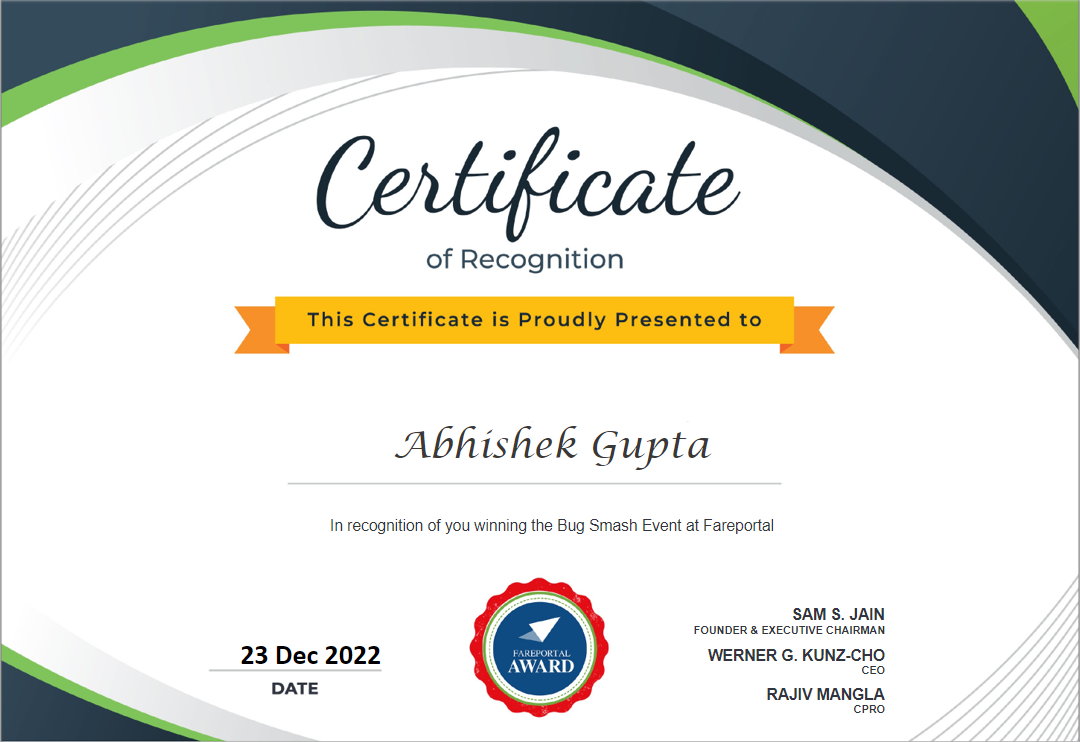 Certificate
of Recognition
This Certificate is Proudly Presented to
Abhishek Gupta
In recognition of you winning the Bug Smash Event at Fareportal
23 Dec 2022
DATE
FAREPORTAL
AWARD
SAM S. JAIN
FOUNDER & EXECUTIVE CHAIRMAN
WERNER G. KUNZ-CHO
CEO
RAJIV MANGLA
CPRO